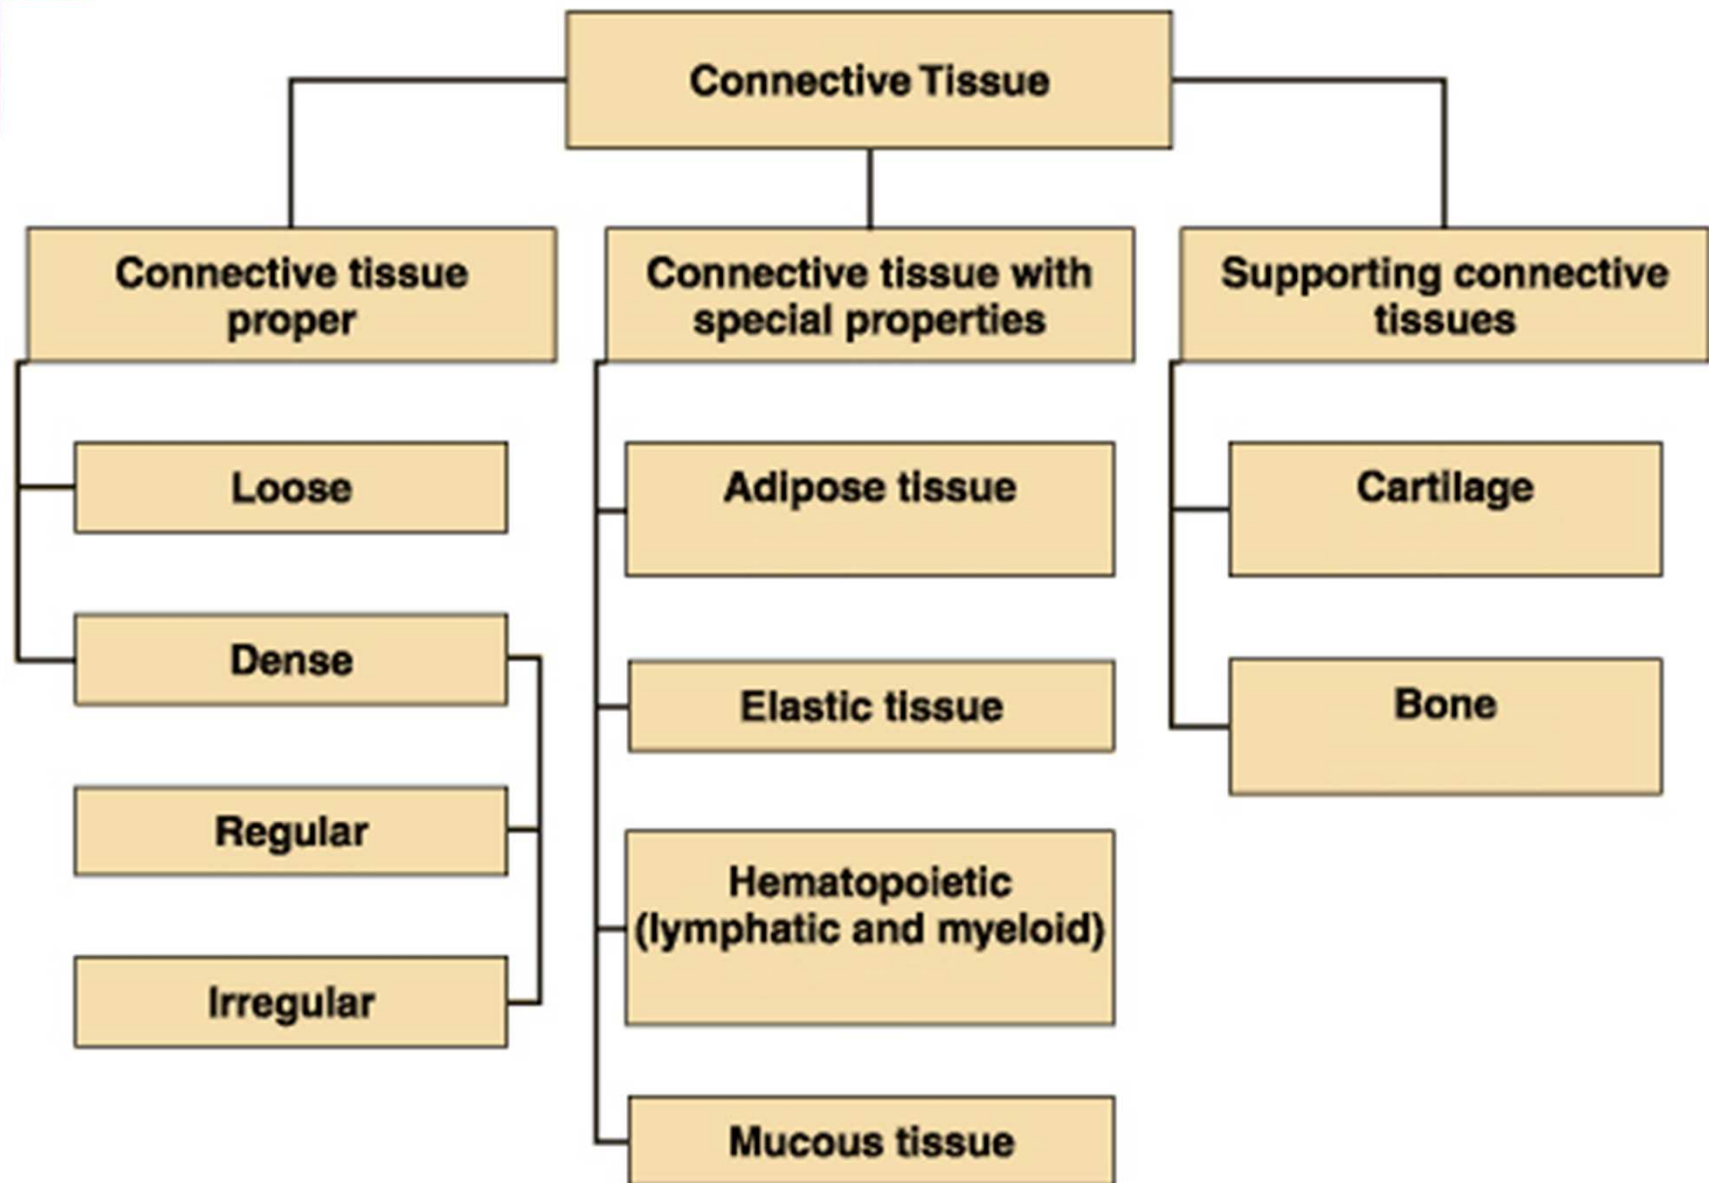 Connective Tissue
Connective tissue
proper
Loose
Dense
Regular
Irregular
Connective tissue with
special properties
Adipose tissue
Elastic tissue
Hematopoietic
(lymphatic and myeloid)
Mucous tissue
Supporting connective
tissues
Cartilage
Bone